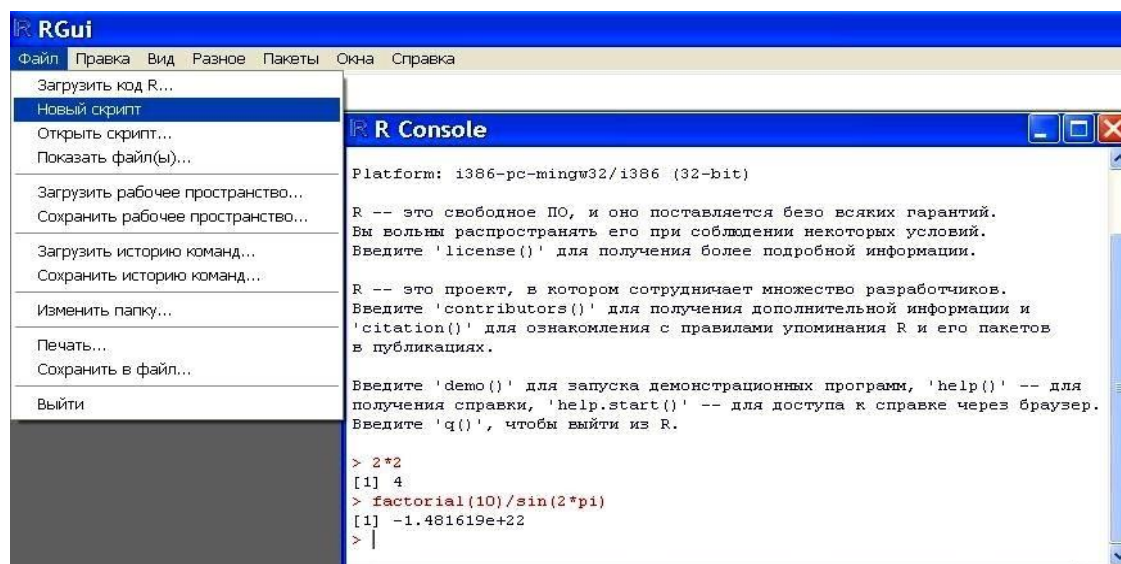 RGui
Файл Правка Вид Разное Пакеты Окна Справка
Загрузить код R...
Новый скрипт
Открыть скрипт...
Показать файл(ы)...
Загрузить рабочее пространство...
Сохранить рабочее пространство...
Загрузить историю команд...
Сохранить историю команд...
Изменить папку...
Печать...
Сохранить в файл...
Выйти
R Console
Platform: i386-pc-mingw32/i386 (32-bit)
R -- это свободное ПО, и оно поставляется безо всяких гарантий.
Вы вольны распространять его при соблюдении некоторых условий.
Введите 'license()' для получения более подробной информации.
R -- это проект, в котором сотрудничает множество разработчиков.
Введите 'contributors()' для получения дополнительной информации и
'citation()' для ознакомления с правилами упоминания R и его пакетов
в публикациях.
Введите 'demo()' для запуска демонстрационных программ, 'help()' -- для
получения справки, 'help.start()' -- для доступа к справке через браузер.
Введите 'q()', чтобы выйти из R.
> 2*2
[1] 4
> factorial(10)/sin(2*pi)
[1] -1.481619e+22
>